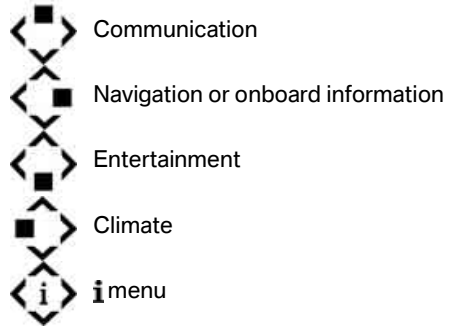 Communication
Navigation or onboard information
Entertainment
Climate
i i menu